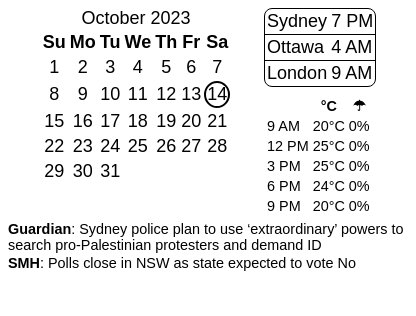 October 2023
Su Mo Tu We Th Fr Sa
1 2 3 4 5 6 7
8 9 10 11 12 13 14
15 16 17 18 19 20 21
22 23 24 25 26 27 28
29 30 31
Sydney 7 PM
Ottawa 4 AM
London 9 AM
°C ☂
9 AM 20°C 0%
12 PM 25°C 0%
3 PM 25°C 0%
6 PM 24°C 0%
9 PM 20°C 0%
Guardian: Sydney police plan to use ‘extraordinary’ powers to
search pro-Palestinian protesters and demand ID
SMH: Polls close in NSW as state expected to vote No